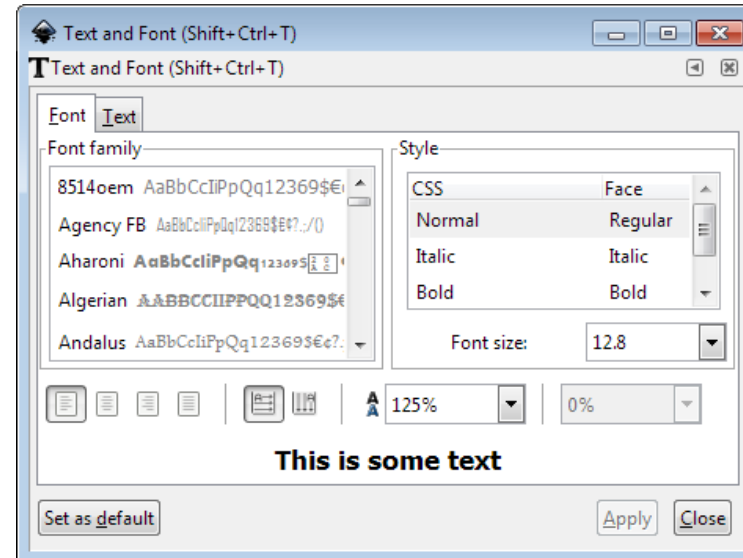 Text and Font (Shift+Ctrl+T)
Text and Font (Shift+Ctrl+T)
Font Text
Font family
8514oem AaBbCcIiPpQq12369$€
Agency FB AaBbCcIiPpQq12369$€¢?.;/()
Aharoni AaBbCcIiPpQq12369$
Algerian AABBCCIIPPQQ12369$€
Andalus AaBbCcIiPpQq12369$€¢?.
Style
CSS Face
Normal Regular
Italic Italic
Bold Bold
Font size: 12.8
125% 0%
This is some text
Set as default Apply Close